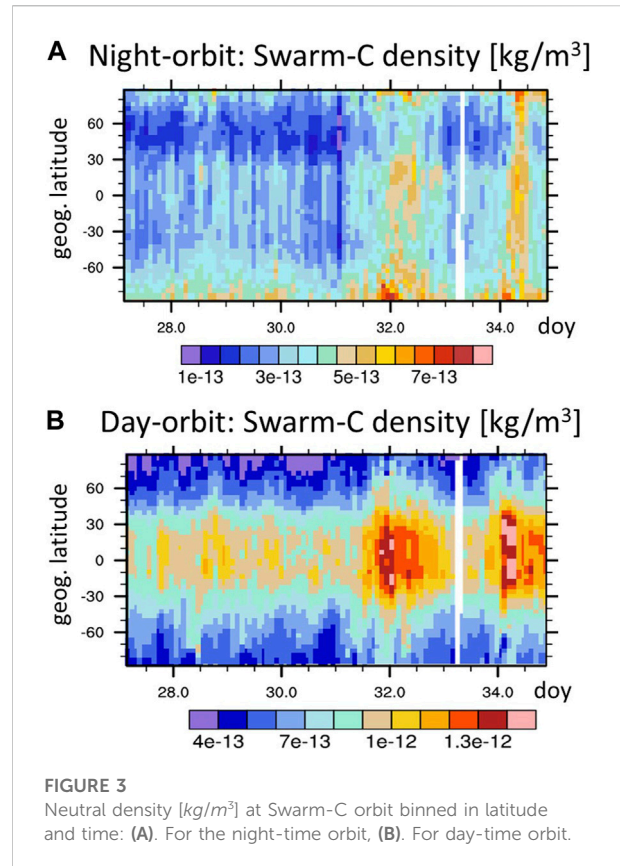 A Night-orbit: Swarm-C density [kg/m³]
geog. latitude
60
30
0
-30
-60
28.0 30.0 32.0 34.0 doy
1e-13 3e-13 5e-13 7e-13
B Day-orbit: Swarm-C density [kg/m³]
geog. latitude
60
30
0
-30
-60
28.0 30.0 32.0 34.0 doy
4e-13 7e-13 1e-12 1.3e-12
FIGURE 3
Neutral density [kg/m³] at Swarm-C orbit binned in latitude
and time: (A). For the night-time orbit, (B). For day-time orbit.